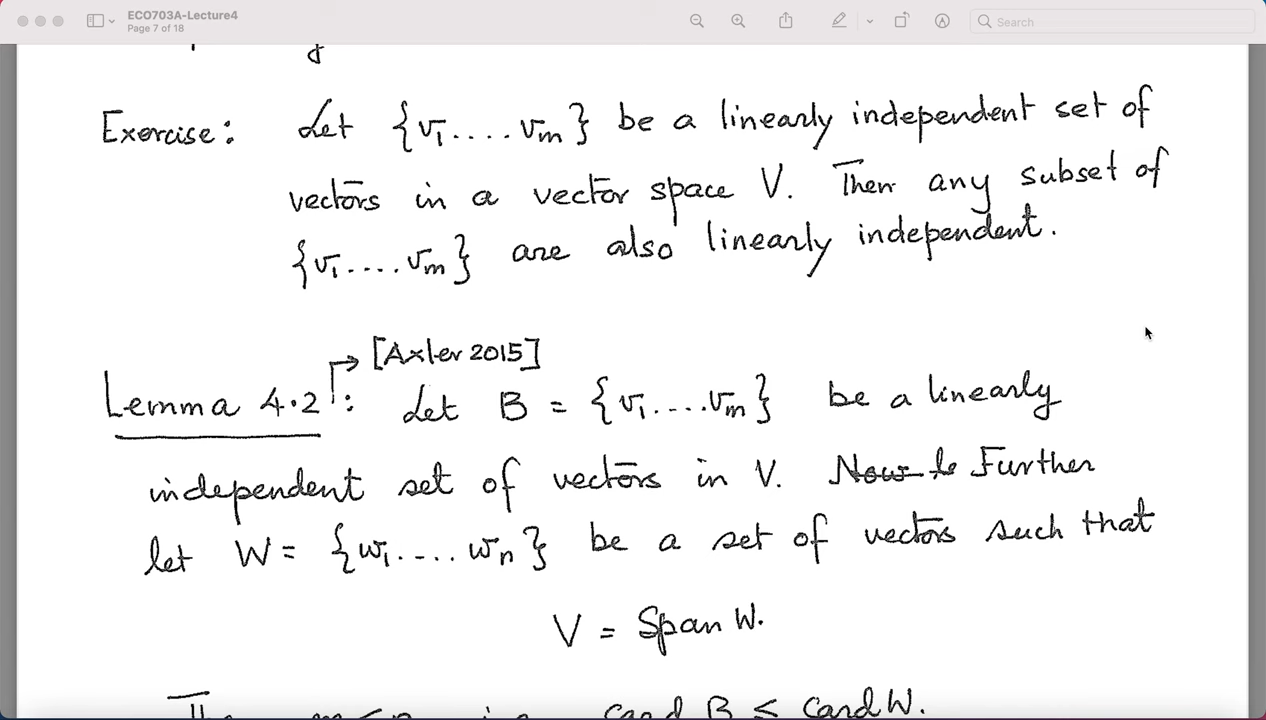 ECO703A-Lecture4
Page 7 of 18
Search
Exercise: Let {v₁....vₘ} be a linearly independent set of
vectors in a vector space V. Then any subset of
{v₁....vₘ} are also linearly independent.
[Axler 2015]
Lemma 4.2: Let B = {v₁....vₘ} be a linearly
independent set of vectors in V. Further
let W = {w₁....wₙ} be a set of vectors such that
V = Span W.
card B ≤ card W.